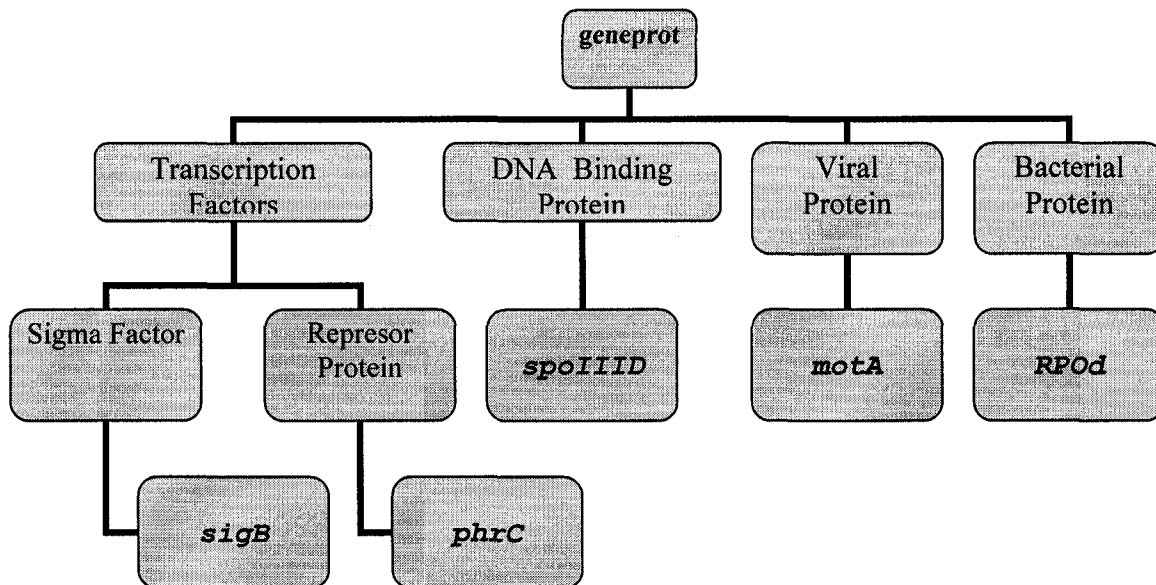 geneprot
Transcription
Factors
DNA Binding
Protein
Viral
Protein
Bacterial
Protein
Sigma Factor
Represor
Protein
spoIIID
motA
RPOd
sigB
phrC